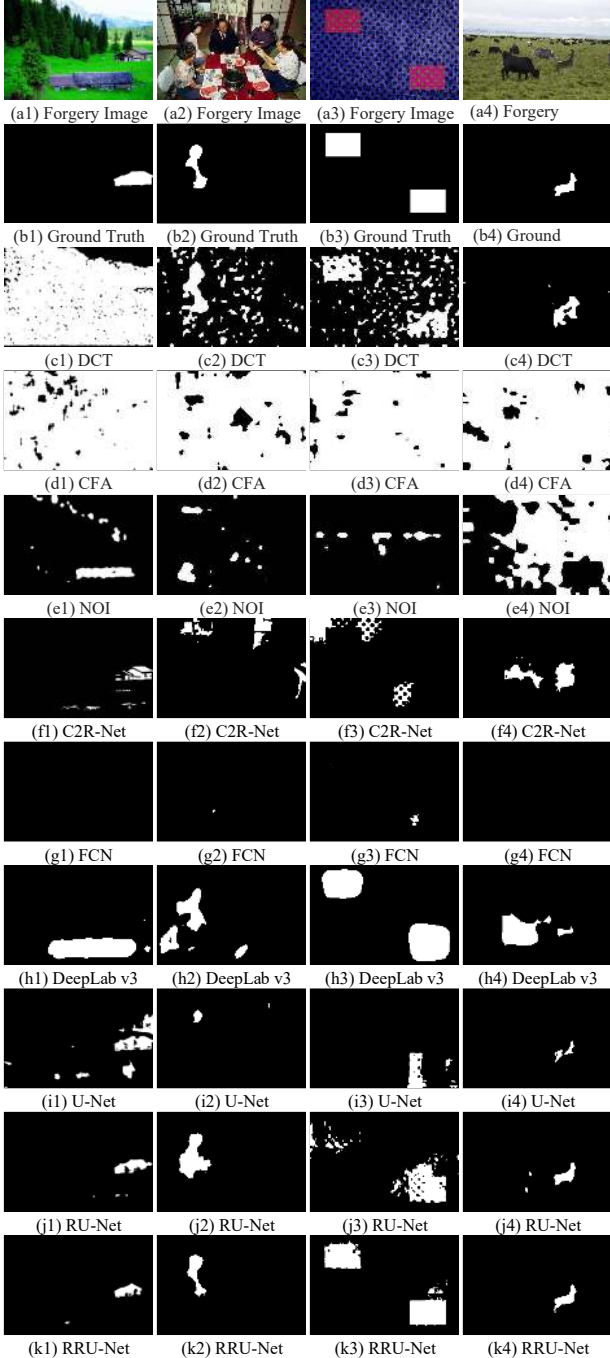 (a1) Forgery Image (a2) Forgery Image (a3) Forgery Image (a4) Forgery
(b1) Ground Truth (b2) Ground Truth (b3) Ground Truth (b4) Ground
(c1) DCT (c2) DCT (c3) DCT (c4) DCT
(d1) CFA (d2) CFA (d3) CFA (d4) CFA
(e1) NOI (e2) NOI (e3) NOI (e4) NOI
(f1) C2R-Net (f2) C2R-Net (f3) C2R-Net (f4) C2R-Net
(g1) FCN (g2) FCN (g3) FCN (g4) FCN
(h1) DeepLab v3 (h2) DeepLab v3 (h3) DeepLab v3 (h4) DeepLab v3
(i1) U-Net (i2) U-Net (i3) U-Net (i4) U-Net
(j1) RU-Net (j2) RU-Net (j3) RU-Net (j4) RU-Net
(k1) RRU-Net (k2) RRU-Net (k3) RRU-Net (k4) RRU-Net